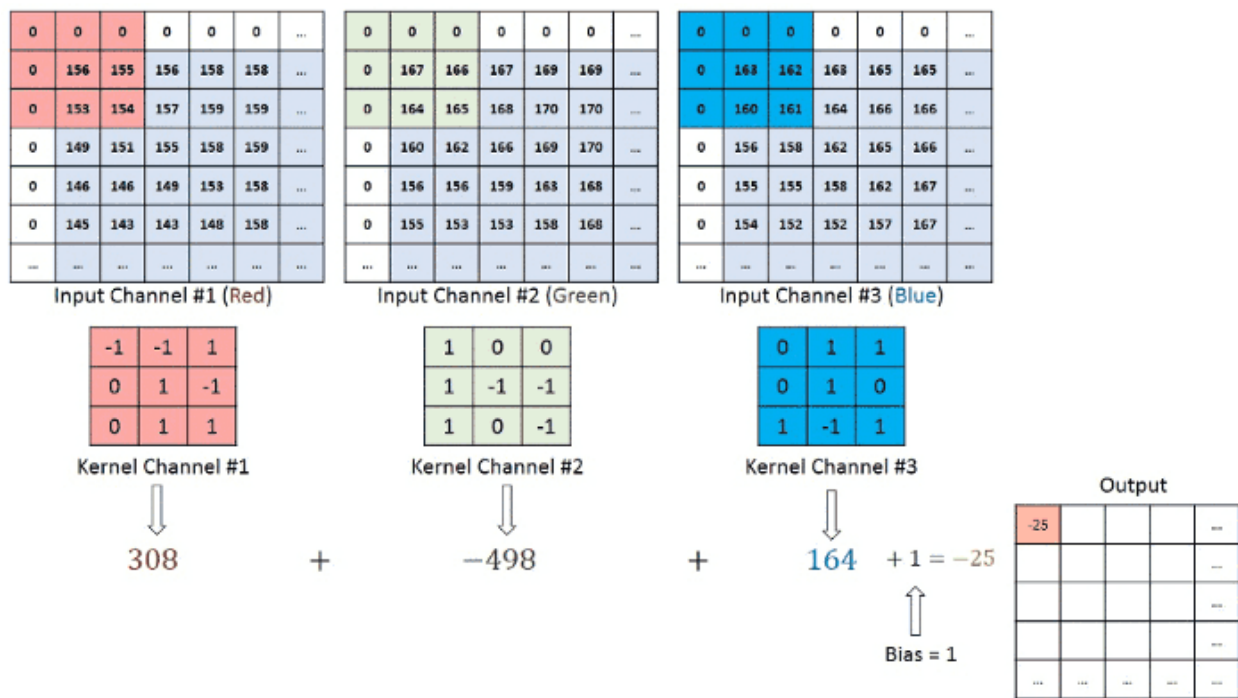 0 0 0 0 0 0 ... 0 0 0 0 0 0 ... 0 0 0 0 0 0 ...
0 156 155 156 158 158 ... 0 167 166 167 169 169 ... 0 163 162 163 165 165 ...
0 153 154 157 159 159 ... 0 164 165 168 170 170 ... 0 160 161 164 166 166 ...
0 149 151 155 158 159 ... 0 160 162 166 169 170 ... 0 156 158 162 165 166 ...
0 146 146 149 153 158 ... 0 156 156 159 163 168 ... 0 155 155 158 162 167 ...
0 145 143 143 148 158 ... 0 155 153 153 158 168 ... 0 154 152 152 157 167 ...
... ... ... ... ... ... ... ... ... ... ... ... ... ... ... ... ... ... ... ... ...
Input Channel #1 (Red) Input Channel #2 (Green) Input Channel #3 (Blue)
-1 -1 1 1 0 0 0 1 1
0 1 -1 1 -1 -1 0 1 0
0 1 1 1 0 -1 1 -1 1
Kernel Channel #1 Kernel Channel #2 Kernel Channel #3
Output
-25 ...
308 + −498 + 164 + 1 = −25
...
...
Bias = 1
...
... ... ... ... ...